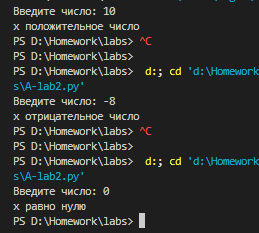 Введите число: 10
x положительное число
PS D:\Homework\labs> ^C
PS D:\Homework\labs>
PS D:\Homework\labs>  d:; cd 'd:\Homework
s\A-lab2.py'
Введите число: -8
x отрицательное число
PS D:\Homework\labs> ^C
PS D:\Homework\labs>
PS D:\Homework\labs>  d:; cd 'd:\Homework
s\A-lab2.py'
Введите число: 0
x равно нулю
PS D:\Homework\labs>